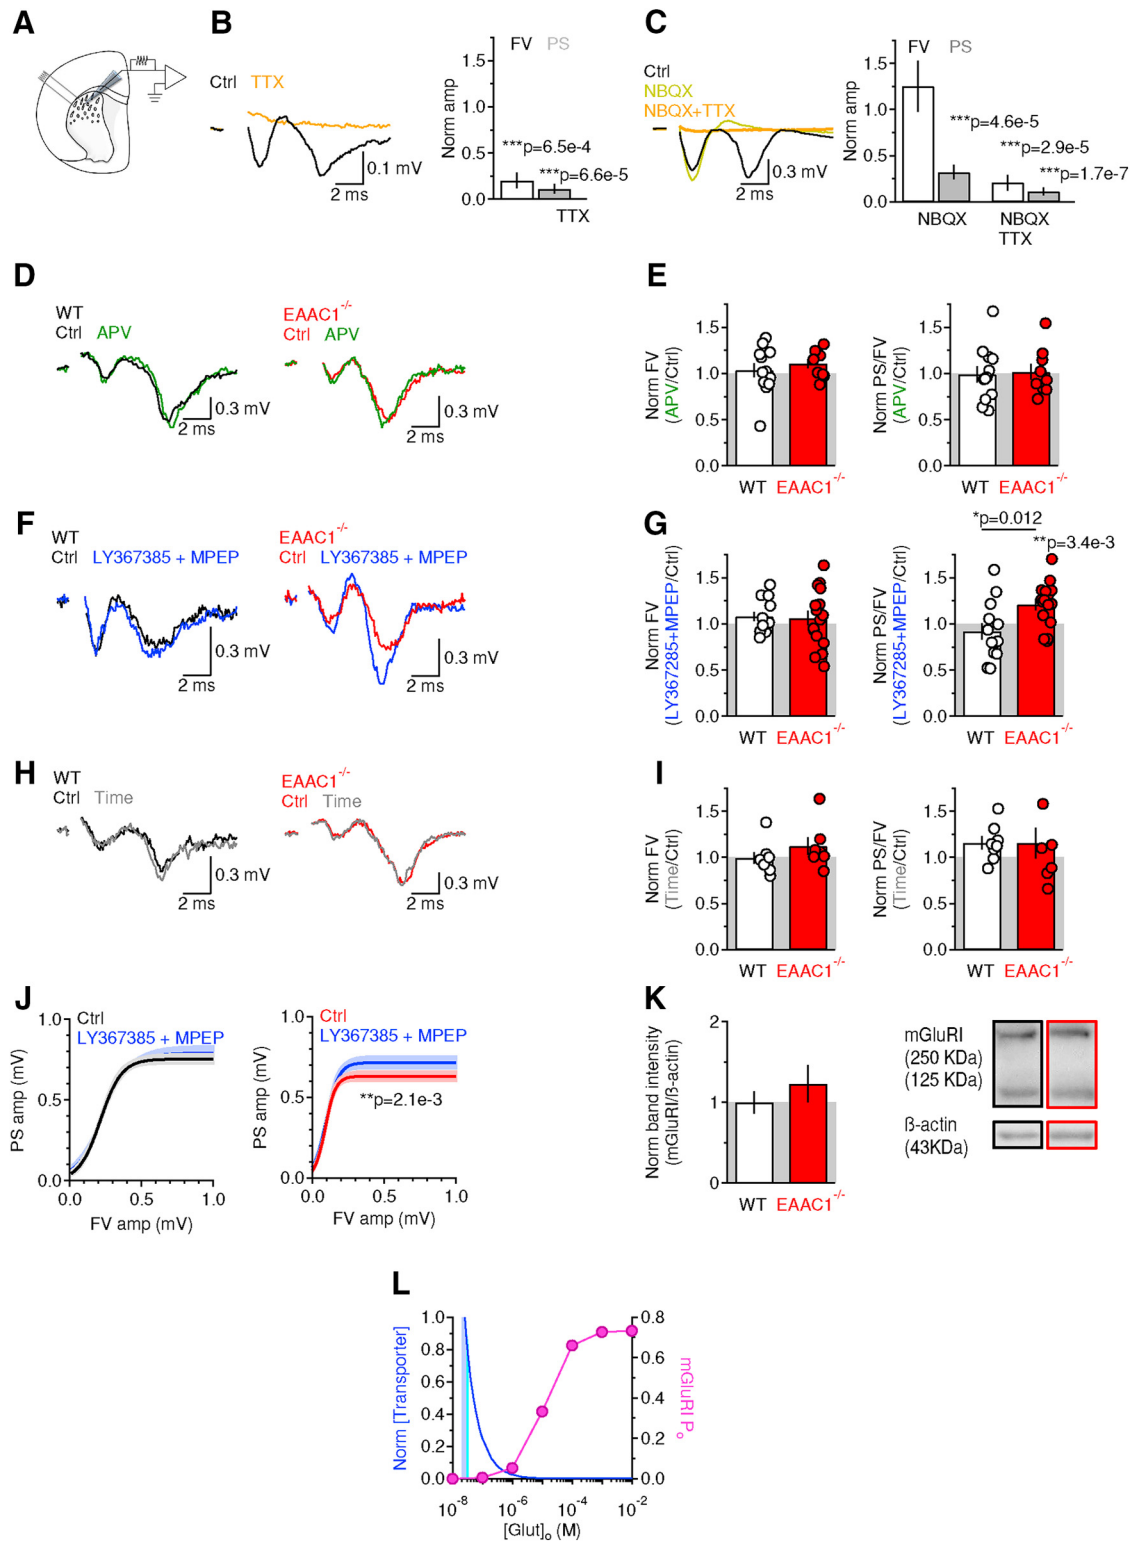 A
B
Ctrl TTX
0.1 mV
2 ms
Norm amp
1.5
1.0
0.5
0.0
FV PS
***p=6.5e-4
***p=6.6e-5
TTX
C
Ctrl
NBQX
NBQX+TTX
0.3 mV
2 ms
Norm amp
1.5
1.0
0.5
0.0
FV PS
***p=4.6e-5
***p=2.9e-5
***p=1.7e-7
NBQX
NBQX
TTX
D
WT
Ctrl APV
0.3 mV
2 ms
EAAC1-/-
Ctrl APV
0.3 mV
2 ms
E
Norm FV
(APV/Ctrl)
1.5
1.0
0.5
0.0
WT EAAC1-/-
Norm PS/FV
(APV/Ctrl)
1.5
1.0
0.5
0.0
WT EAAC1-/-
F
WT
Ctrl LY367385 + MPEP
0.3 mV
2 ms
EAAC1-/-
Ctrl LY367385 + MPEP
0.3 mV
2 ms
G
Norm FV
(LY367285+MPEP/Ctrl)
1.5
1.0
0.5
0.0
WT EAAC1-/-
*p=0.012
**p=3.4e-3
Norm PS/FV
(LY367285+MPEP/Ctrl)
1.5
1.0
0.5
0.0
WT EAAC1-/-
H
WT
Ctrl Time
0.3 mV
2 ms
EAAC1-/-
Ctrl Time
0.3 mV
2 ms
I
Norm FV
(Time/Ctrl)
1.5
1.0
0.5
0.0
WT EAAC1-/-
Norm PS/FV
(Time/Ctrl)
1.5
1.0
0.5
0.0
WT EAAC1-/-
J
Ctrl
LY367385 + MPEP
PS amp (mV)
1.0
0.5
0.0
0.0 0.5 1.0
FV amp (mV)
Ctrl
LY367385 + MPEP
**p=2.1e-3
PS amp (mV)
1.0
0.5
0.0
0.0 0.5 1.0
FV amp (mV)
K
Norm band intensity
(mGluRI/ß-actin)
2
1
0
WT EAAC1-/-
mGluRI
(250 KDa)
(125 KDa)
ß-actin
(43KDa)
L
Norm [Transporter]
1.0
0.8
0.6
0.4
0.2
0.0
0.8
0.6
0.4
0.2
0.0
mGluRI Po
10-8 10-6 10-4 10-2
[Glut]o (M)